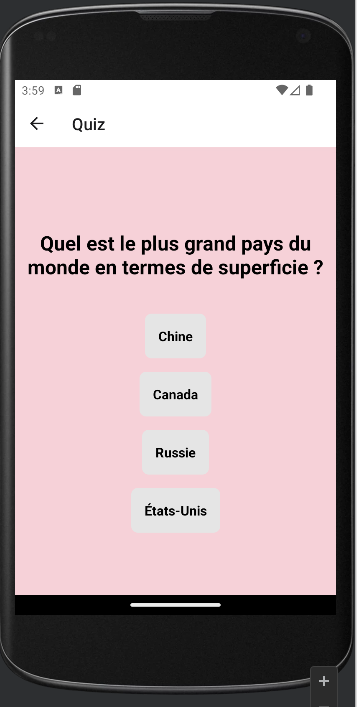 3:59
Quiz
Quel est le plus grand pays du
monde en termes de superficie ?
Chine
Canada
Russie
États-Unis